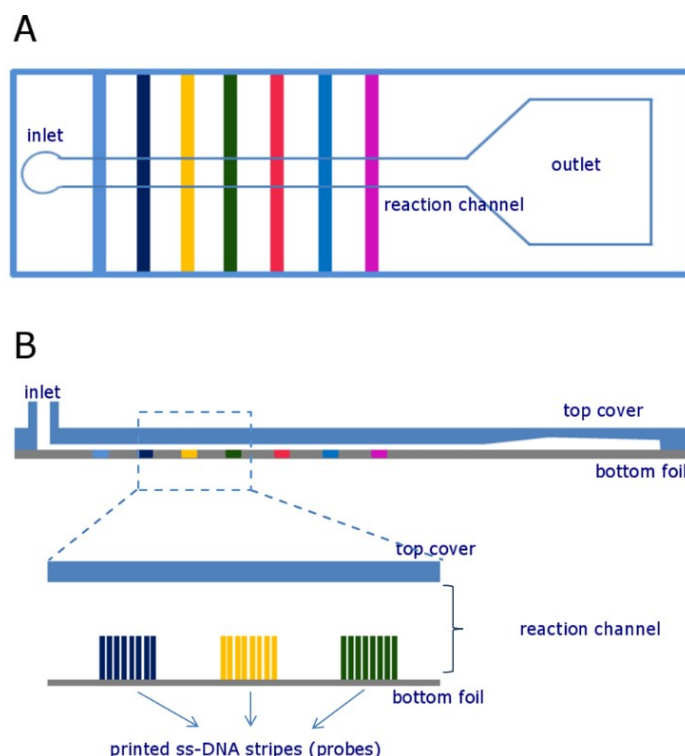 A
inlet
outlet
reaction channel
B
inlet
top cover
bottom foil
top cover
reaction channel
bottom foil
printed ss-DNA stripes (probes)